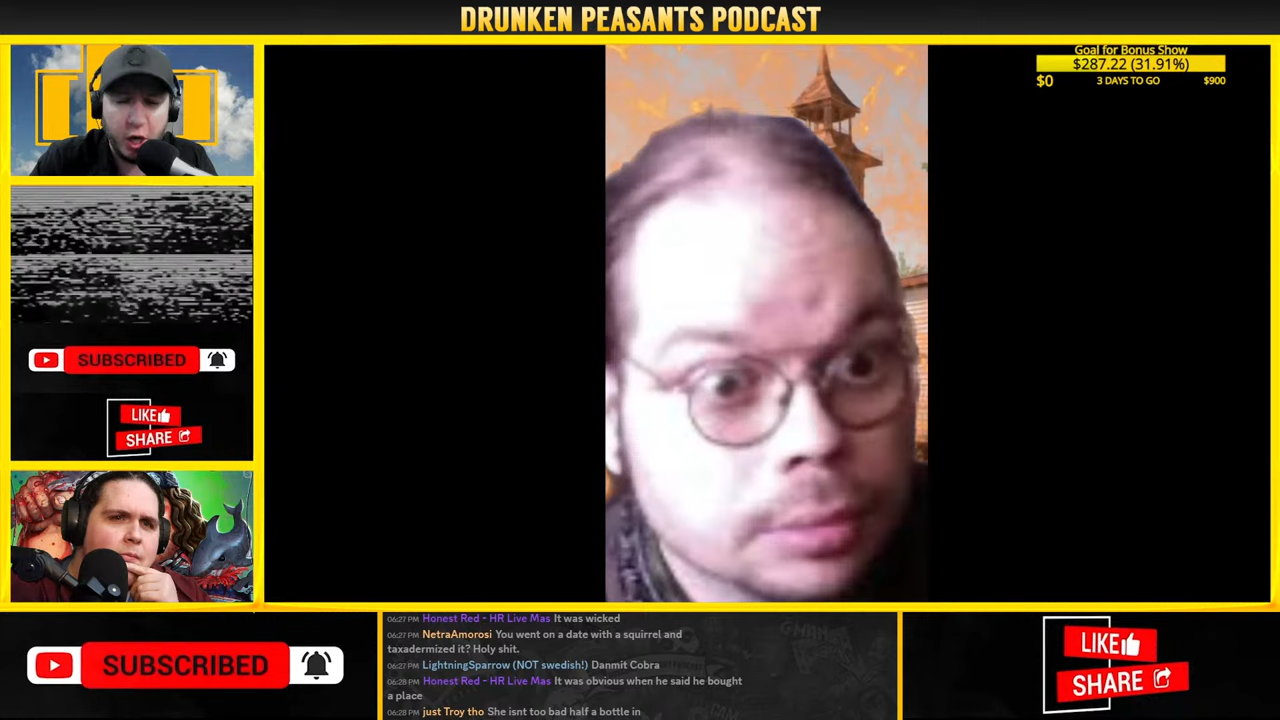 DRUNKEN PEASANTS PODCAST
Goal for Bonus Show
$287.22 (31.91%)
$0 3 DAYS TO GO $900
SUBSCRIBED
LIKE
SHARE
06:27 PM Honest Red - HR Live Mas It was wicked
06:27 PM NetraAmorosi You went on a date with a squirrel and
taxadermized it? Holy shit.
06:27 PM LightningSparrow (NOT swedish!) Danmit Cobra
06:28 PM Honest Red - HR Live Mas It was obvious when he said he bought
a place
06:28 PM just Troy tho She isnt too bad half a bottle in
SUBSCRIBED
LIKE
SHARE